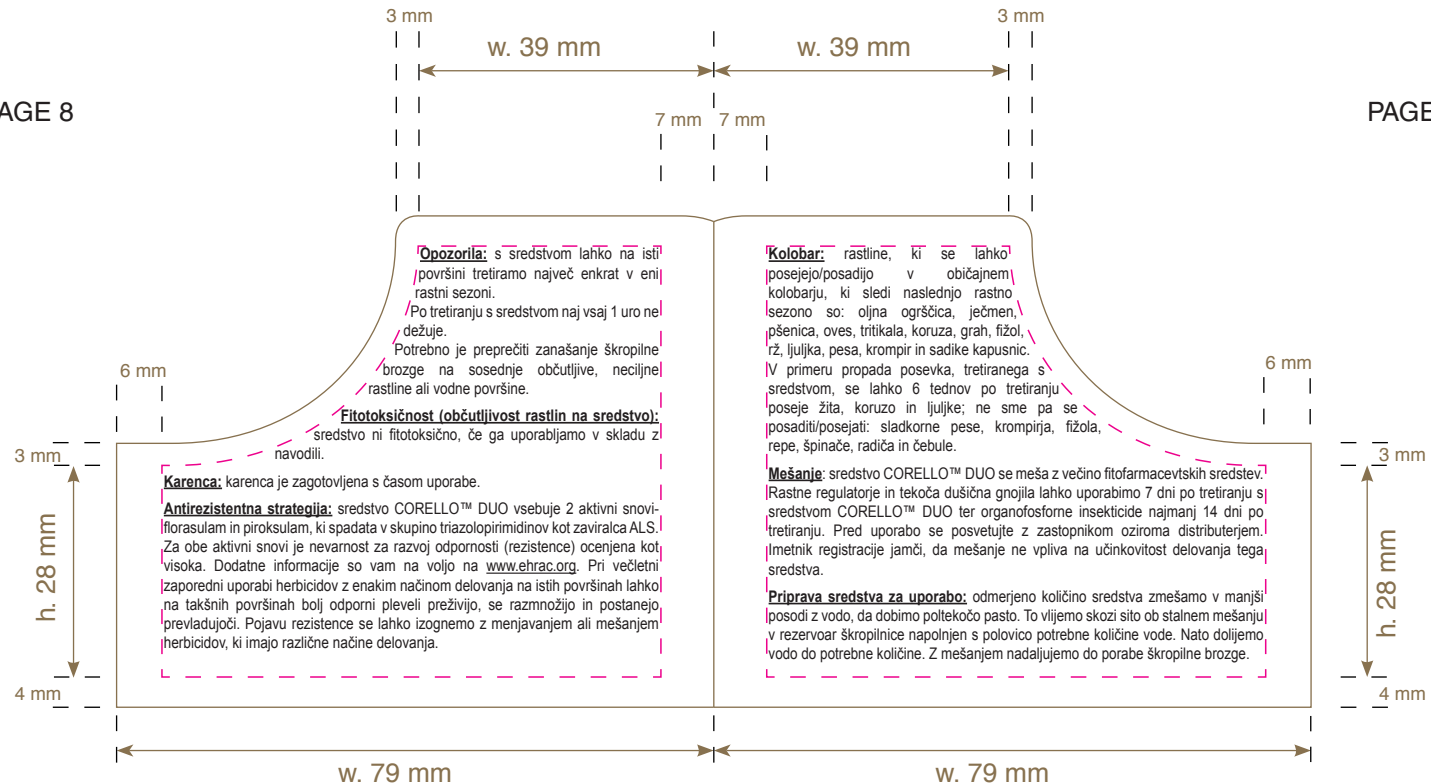 3 mm
3 mm
w. 39 mm
w. 39 mm
AGE 8
PAGE
7 mm
7 mm
Opozorila: s sredstvom lahko na isti
površini tretiramo največ enkrat v eni
rastni sezoni.
Po tretiranju s sredstvom naj vsaj 1 uro ne
dežuje.
Potrebno je preprečiti zanašanje škropilne
brozge na sosednje občutljive, neciljne
rastline ali vodne površine.
Fitotoksičnost (občutljivost rastlin na sredstvo):
sredstvo ni fitotoksično, če ga uporabljamo v skladu z
navodili.
Karenca: karenca je zagotovljena s časom uporabe.
Antirezistentna strategija: sredstvo CORELLO™ DUO vsebuje 2 aktivni snovi-
florasulam in piroksulam, ki spadata v skupino triazolopirimidinov kot zaviralca ALS.
Za obe aktivni snovi je nevarnost za razvoj odpornosti (rezistence) ocenjena kot
visoka. Dodatne informacije so vam na voljo na www.ehrac.org. Pri večletni
zaporedni uporabi herbicidov z enakim načinom delovanja na istih površinah lahko
na takšnih površinah bolj odporni pleveli preživijo, se razmnožijo in postanejo
prevladujoči. Pojavu rezistence se lahko izognemo z menjavanjem ali mešanjem
herbicidov, ki imajo različne načine delovanja.
Kolobar: rastline, ki se lahko
posejejo/posadijo v običajnem
kolobarju, ki sledi naslednjo rastno
sezono so: oljna ogrščica, ječmen,
pšenica, oves, tritikala, koruza, grah, fižol,
rž, ljuljka, pesa, krompir in sadike kapusnic.
V primeru propada posevka, tretiranega s
sredstvom, se lahko 6 tednov po tretiranju
poseje žita, koruzo in ljuljke; ne sme pa se
posaditi/posejati: sladkorne pese, krompirja, fižola,
repe, špinače, radiča in čebule.
Mešanje: sredstvo CORELLO™ DUO se meša z večino fitofarmacevtskih sredstev.
Rastne regulatorje in tekoča dušična gnojila lahko uporabimo 7 dni po tretiranju s
sredstvom CORELLO™ DUO ter organofosforne insekticide najmanj 14 dni po
tretiranju. Pred uporabo se posvetujte z zastopnikom oziroma distributerjem.
Imetnik registracije jamči, da mešanje ne vpliva na učinkovitost delovanja tega
sredstva.
Priprava sredstva za uporabo: odmerjeno količino sredstva zmešamo v manjši
posodi z vodo, da dobimo poltekočo pasto. To vlijemo skozi sito ob stalnem mešanju
v rezervoar škropilnice napolnjen s polovico potrebne količine vode. Nato dolijemo
vodo do potrebne količine. Z mešanjem nadaljujemo do porabe škropilne brozge.
6 mm
3 mm
h. 28 mm
4 mm
6 mm
3 mm
h. 28 mm
4 mm
w. 79 mm
w. 79 mm